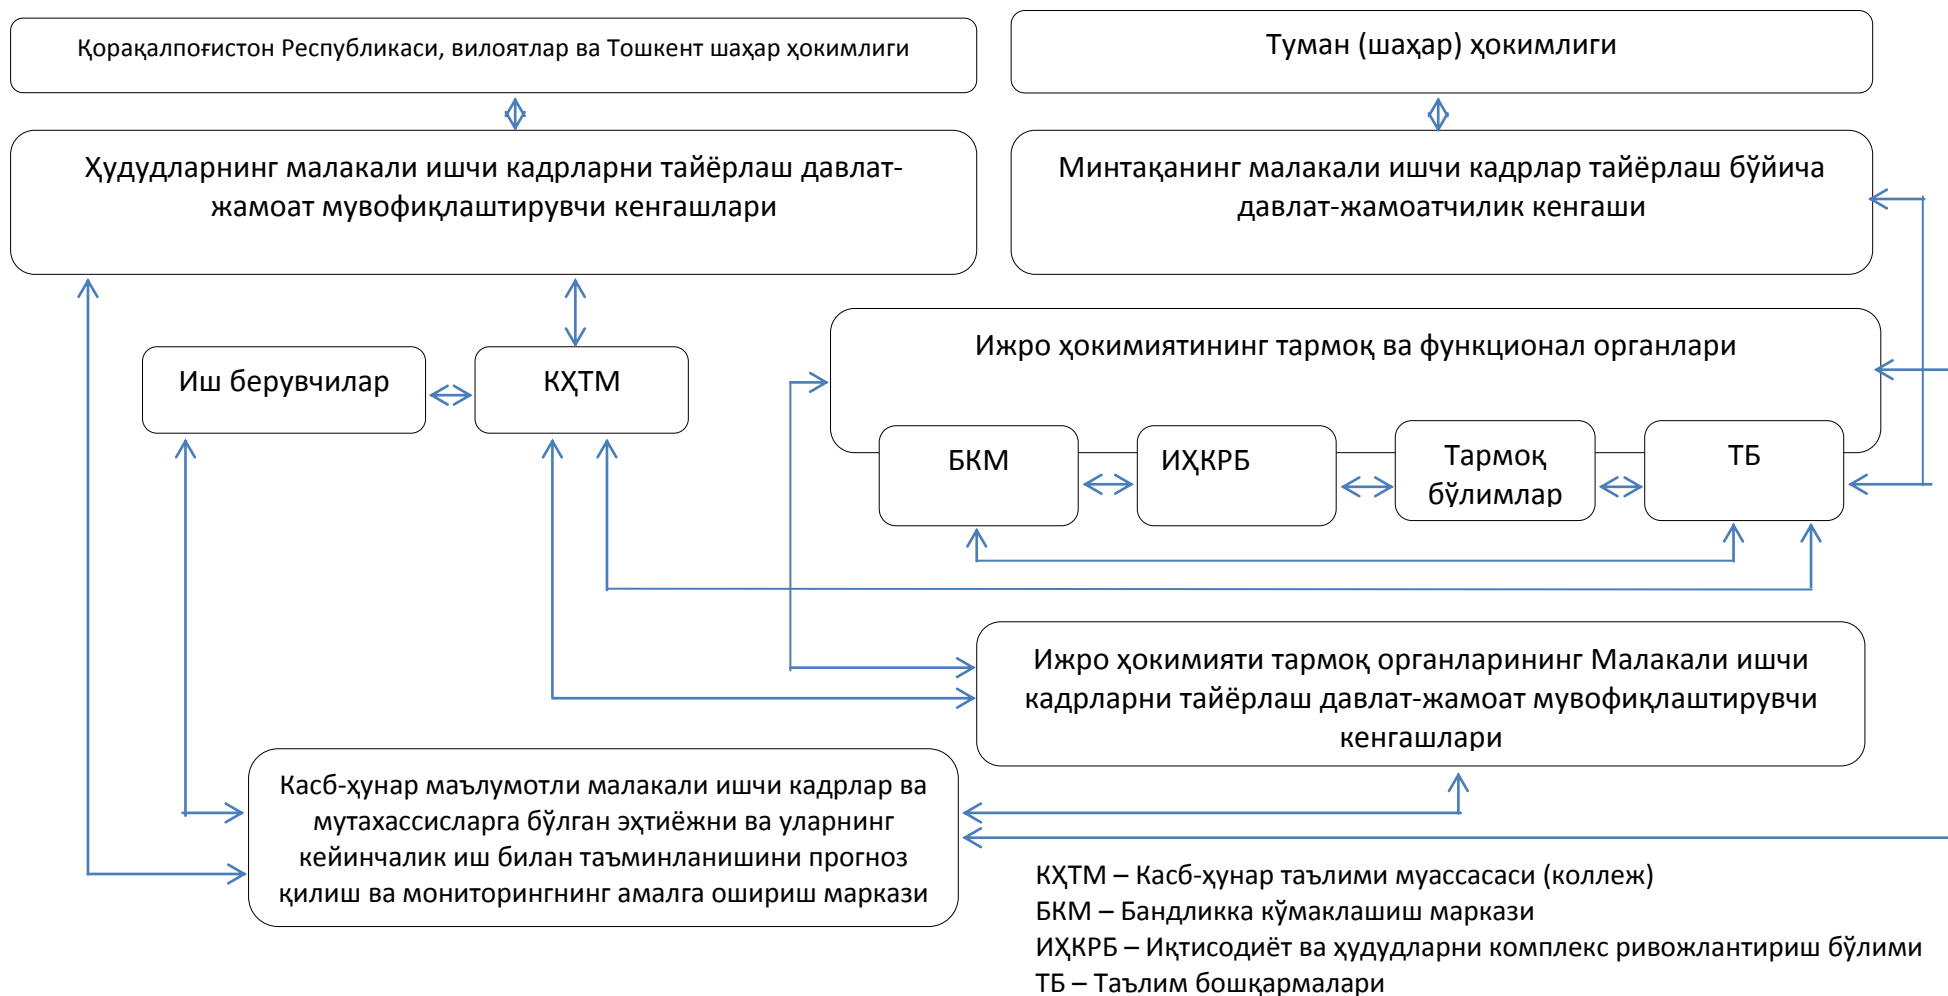 Қорақалпоғистон Республикаси, вилоятлар ва Тошкент шаҳар ҳокимлиги
Туман (шаҳар) ҳокимлиги
Ҳудудларнинг малакали ишчи кадрларни тайёрлаш давлат-
жамоат мувофиқлаштирувчи кенгашлари
Минтақанинг малакали ишчи кадрлар тайёрлаш бўйича
давлат-жамоатчилик кенгаши
Иш берувчилар
КҲТМ
Ижро ҳокимиятининг тармоқ ва функционал органлари
БКМ
ИҲКРБ
Тармоқ
бўлимлар
ТБ
Ижро ҳокимияти тармоқ органларининг Малакали ишчи
кадрларни тайёрлаш давлат-жамоат мувофиқлаштирувчи
кенгашлари
Касб-ҳунар маълумотли малакали ишчи кадрлар ва
мутахассисларга бўлган эҳтиёжни ва уларнинг
кейинчалик иш билан таъминланишини прогноз
қилиш ва мониторингнинг амалга ошириш маркази
КҲТМ – Касб-ҳунар таълими муассасаси (коллеж)
БКМ – Бандликка кўмаклашиш маркази
ИҲКРБ – Иқтисодиёт ва ҳудудларни комплекс ривожлантириш бўлими
ТБ – Таълим бошқармалари